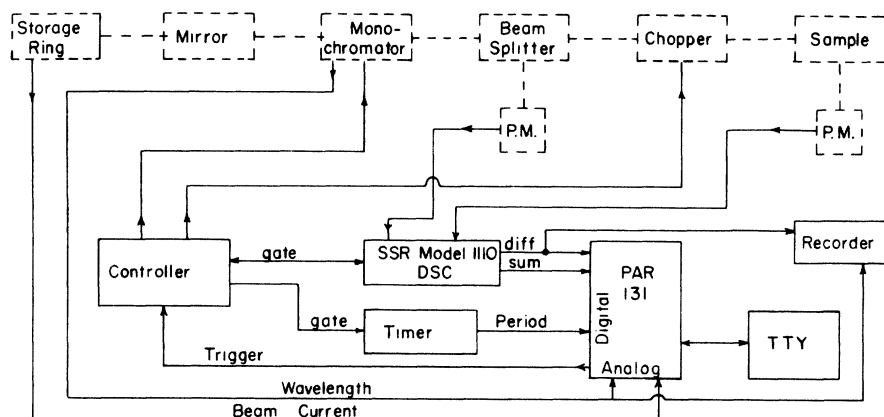 Storage
Ring
Mirror
Mono-
chromator
Beam
Splitter
Chopper
Sample
P.M.
P.M.
Controller
gate
SSR Model 1110
DSC
diff
sum
PAR
131
Digital
Analog
Recorder
gate
Timer
Period
TTY
Trigger
Wavelength
Beam Current